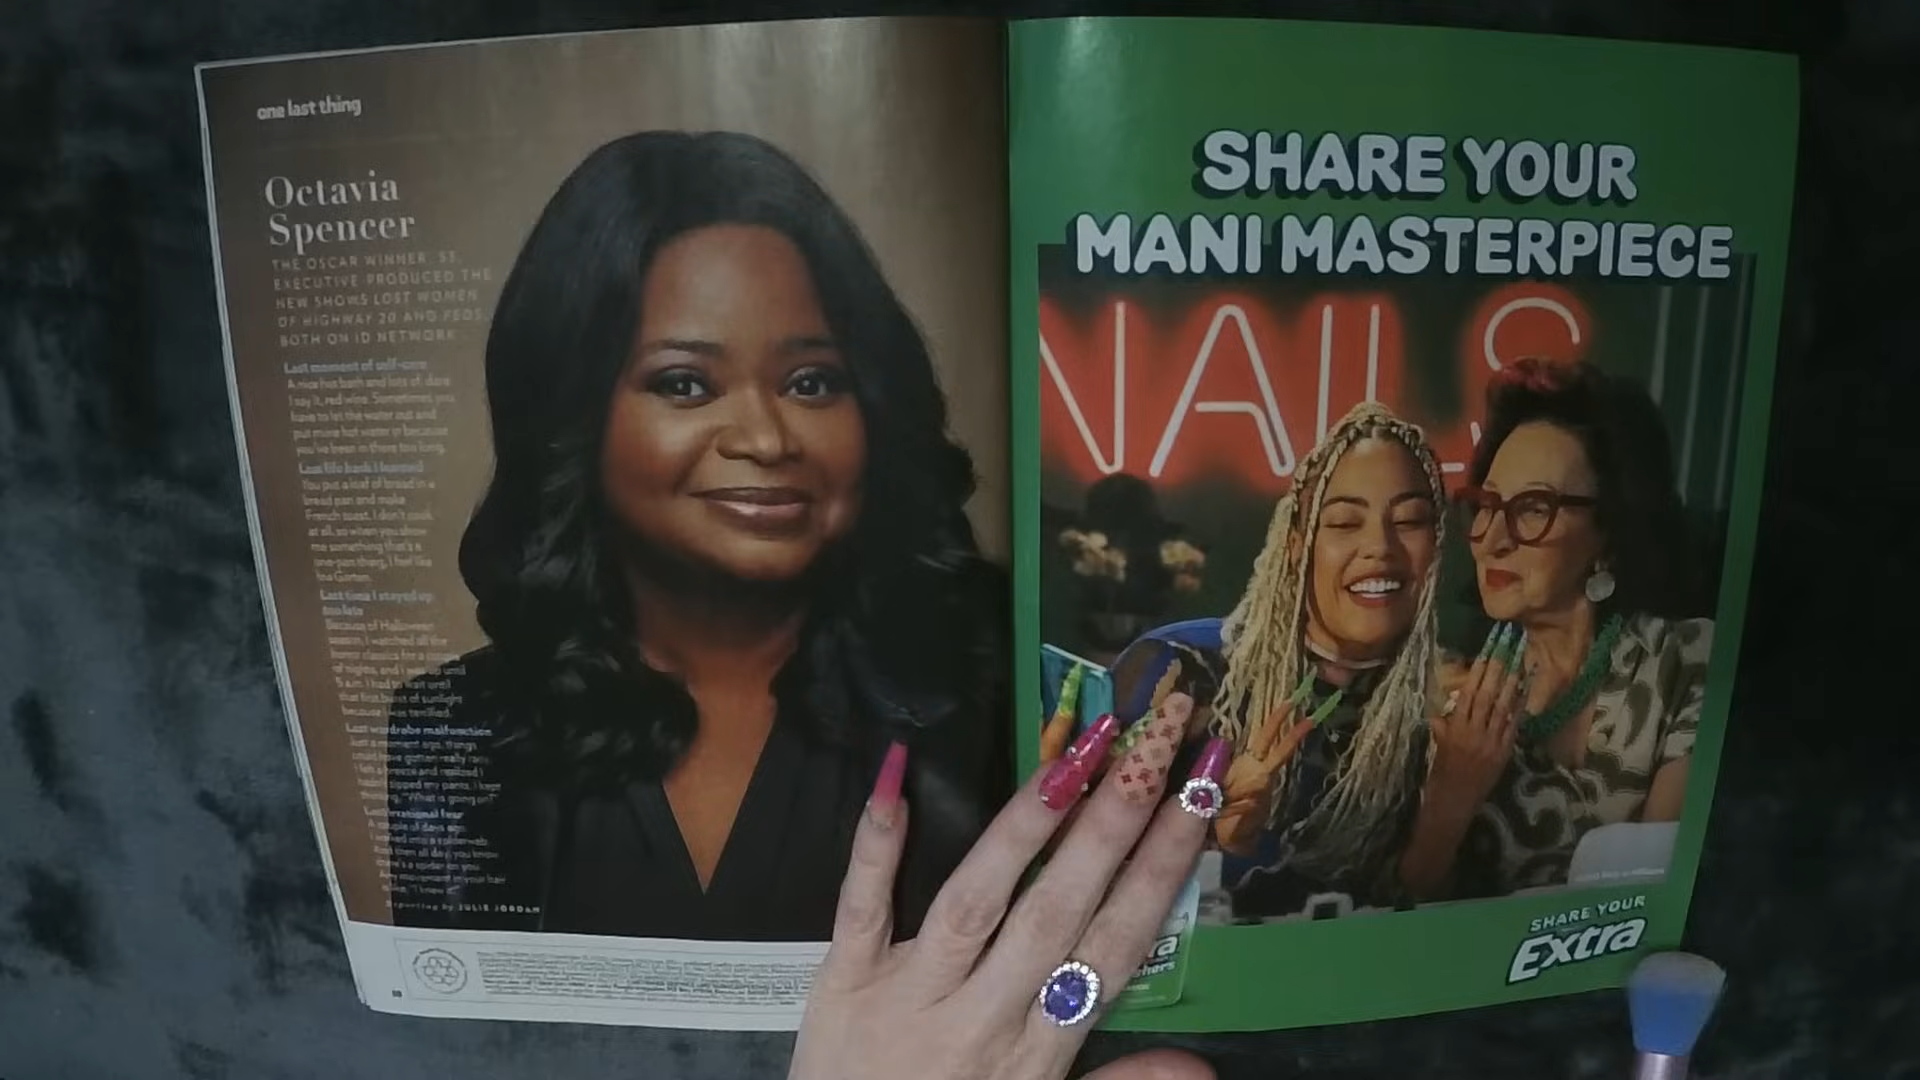 one last thing
Octavia
Spencer
THE OSCAR WINNER, 53,
EXECUTIVE PRODUCED THE
NEW SHOWS LOST WOMEN
OF HIGHWAY 20 AND FEDS,
BOTH ON ID NETWORK
Last moment of self-care
A nice hot bath and lots of, dare
I say it, red wine. Sometimes you
have to let the water out and
put more hot water in because
you've been in there too long.
Last life hack I learned
You put a loaf of bread in a
bread pan and make
French toast. I don't cook
at all, so when you show
me something that's a
one-pan thing, I feel like
Ina Garten.
Last time I stayed up
too late
Because of Halloween
season, I watched all the
horror classics for a couple
of nights, and I was up until
5 a.m. I had to wait until
that first burst of sunlight
because I was terrified.
Last wardrobe malfunction
Just a moment ago, things
could have gotten really
I felt a breeze and realized I
hadn't zipped my pants. I kept
"What is going on?"
Last irrational fear
A couple of days ago
I walked into a spiderweb
And then all day, you know
there's a spider on you.
Any movement in your hair
is like, "I knew it!"
Reporting by JULIE JORDAN
SHARE YOUR
MANI MASTERPIECE
NAILS
SHARE YOUR
Extra